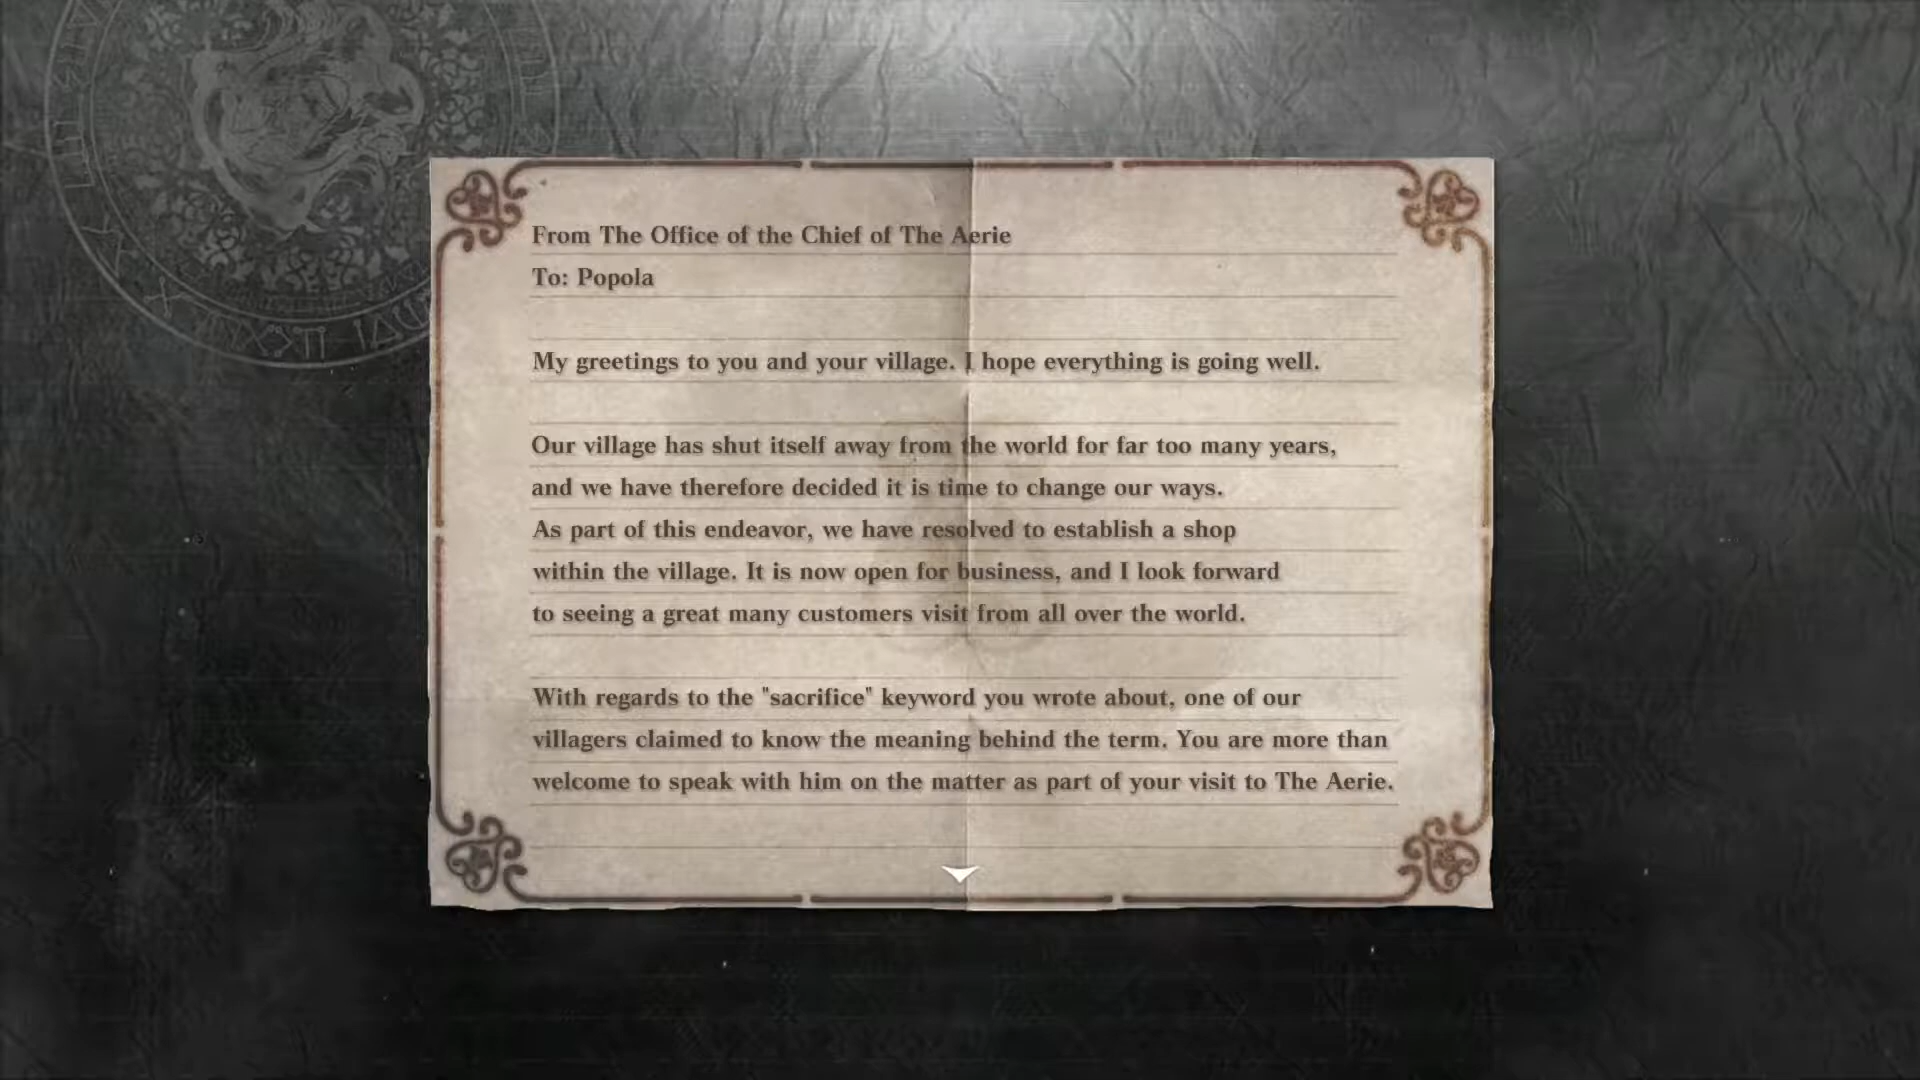 From The Office of the Chief of The Aerie
To: Popola
My greetings to you and your village. I hope everything is going well.
Our village has shut itself away from the world for far too many years,
and we have therefore decided it is time to change our ways.
As part of this endeavor, we have resolved to establish a shop
within the village. It is now open for business, and I look forward
to seeing a great many customers visit from all over the world.
With regards to the "sacrifice" keyword you wrote about, one of our
villagers claimed to know the meaning behind the term. You are more than
welcome to speak with him on the matter as part of your visit to The Aerie.